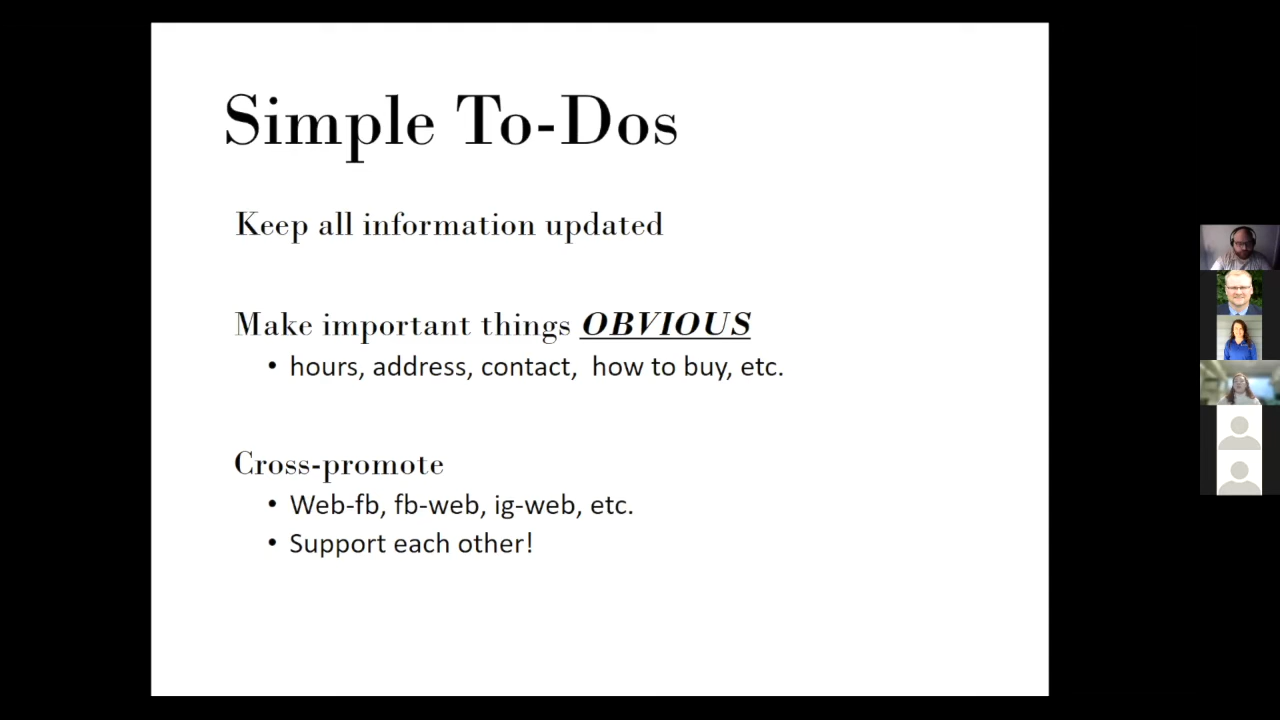 Simple To-Dos
Keep all information updated
Make important things OBVIOUS
• hours, address, contact,  how to buy, etc.
Cross-promote
• Web-fb, fb-web, ig-web, etc.
• Support each other!